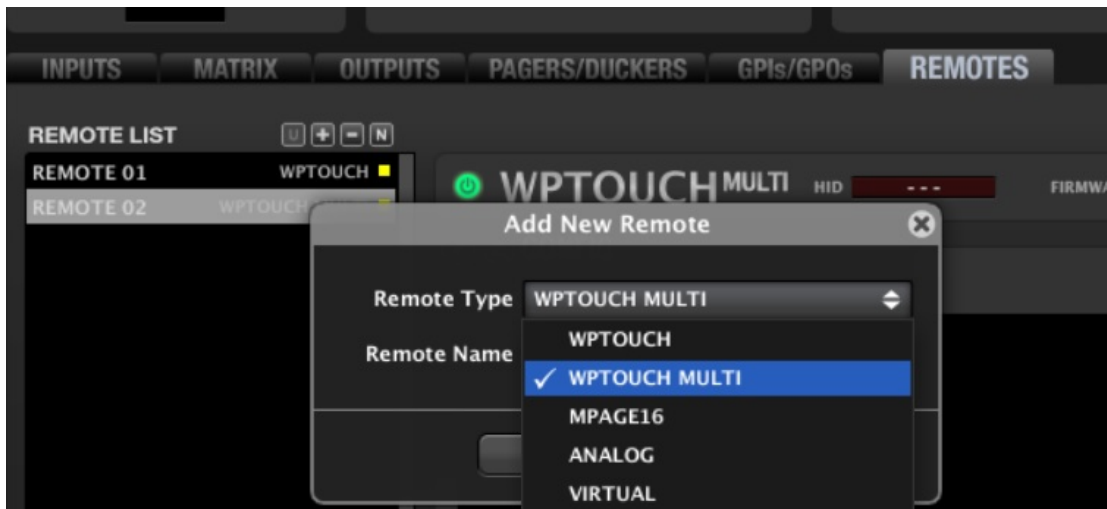 INPUTS MATRIX OUTPUTS PAGERS/DUCKERS GPIs/GPOs REMOTES
REMOTE LIST U + - N
REMOTE 01 WPTOUCH
REMOTE 02 WPTOUCH
WPTOUCH MULTI HID --- FIRMWA
Add New Remote
Remote Type WPTOUCH MULTI
Remote Name
WPTOUCH
✓ WPTOUCH MULTI
MPAGE16
ANALOG
VIRTUAL